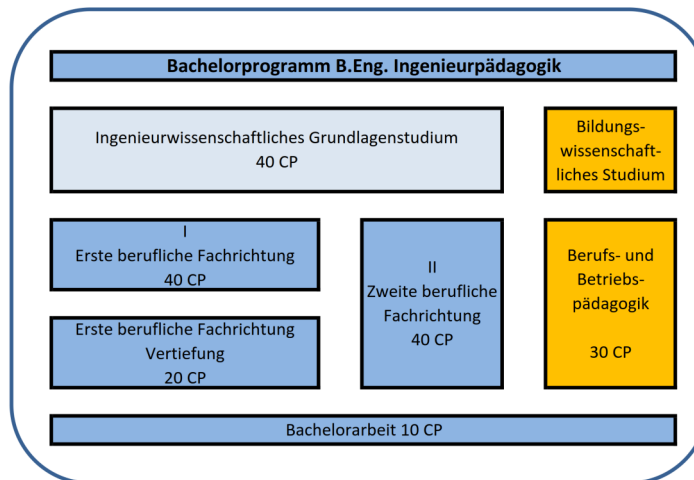 Bachelorprogramm B.Eng. Ingenieurpädagogik
Ingenieurwissenschaftliches Grundlagenstudium
40 CP
Bildungs-
wissenschaft-
liches Studium
I
Erste berufliche Fachrichtung
40 CP
Erste berufliche Fachrichtung
Vertiefung
20 CP
II
Zweite berufliche
Fachrichtung
40 CP
Berufs- und
Betriebs-
pädagogik
30 CP
Bachelorarbeit 10 CP